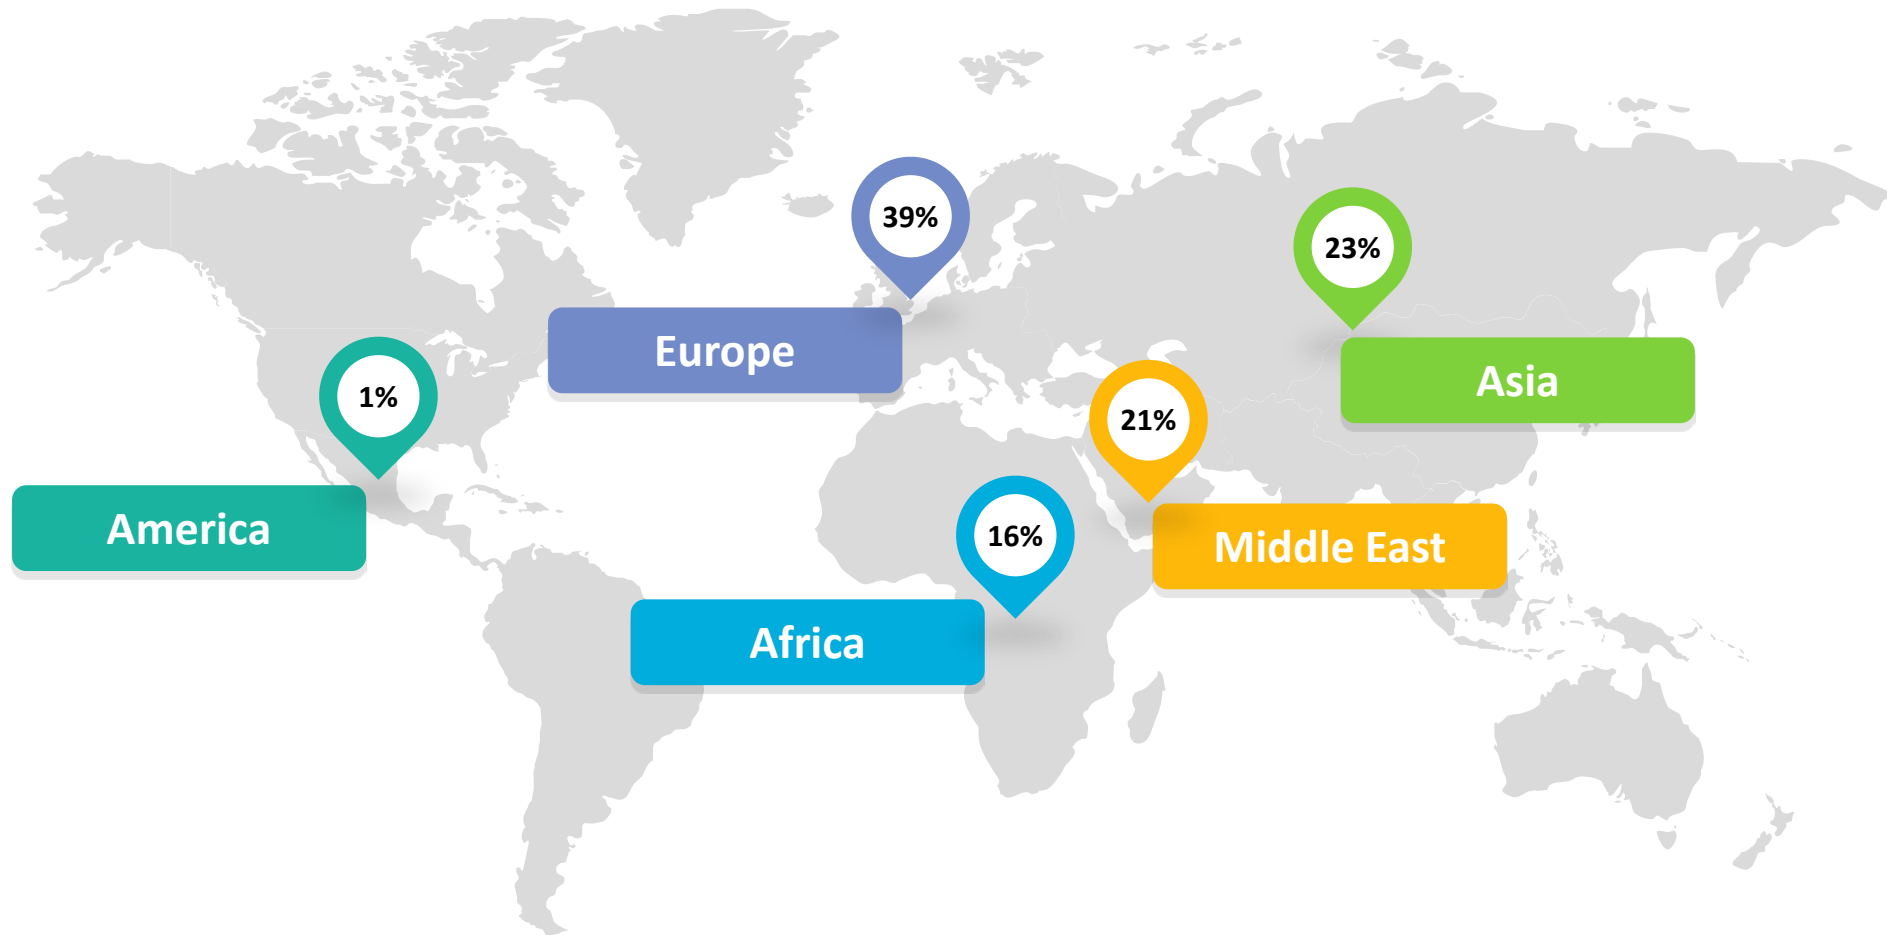 39%
Europe
23%
Asia
1%
America
21%
Middle East
16%
Africa